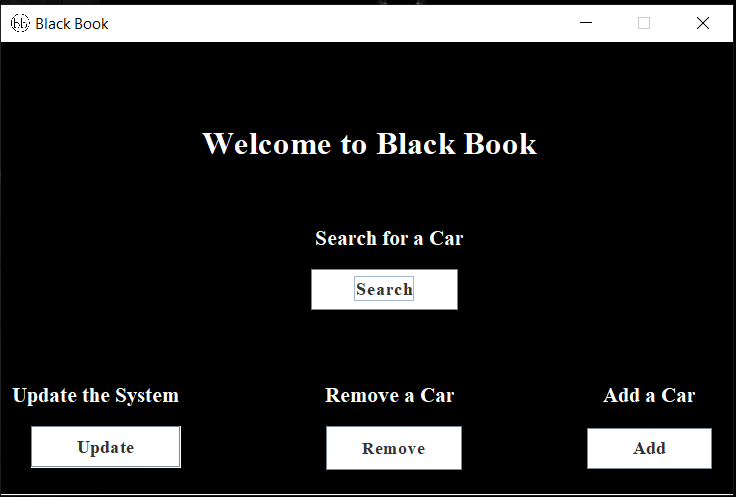 bb Black Book
Welcome to Black Book
Search for a Car
Search
Update the System Remove a Car Add a Car
Update Remove Add